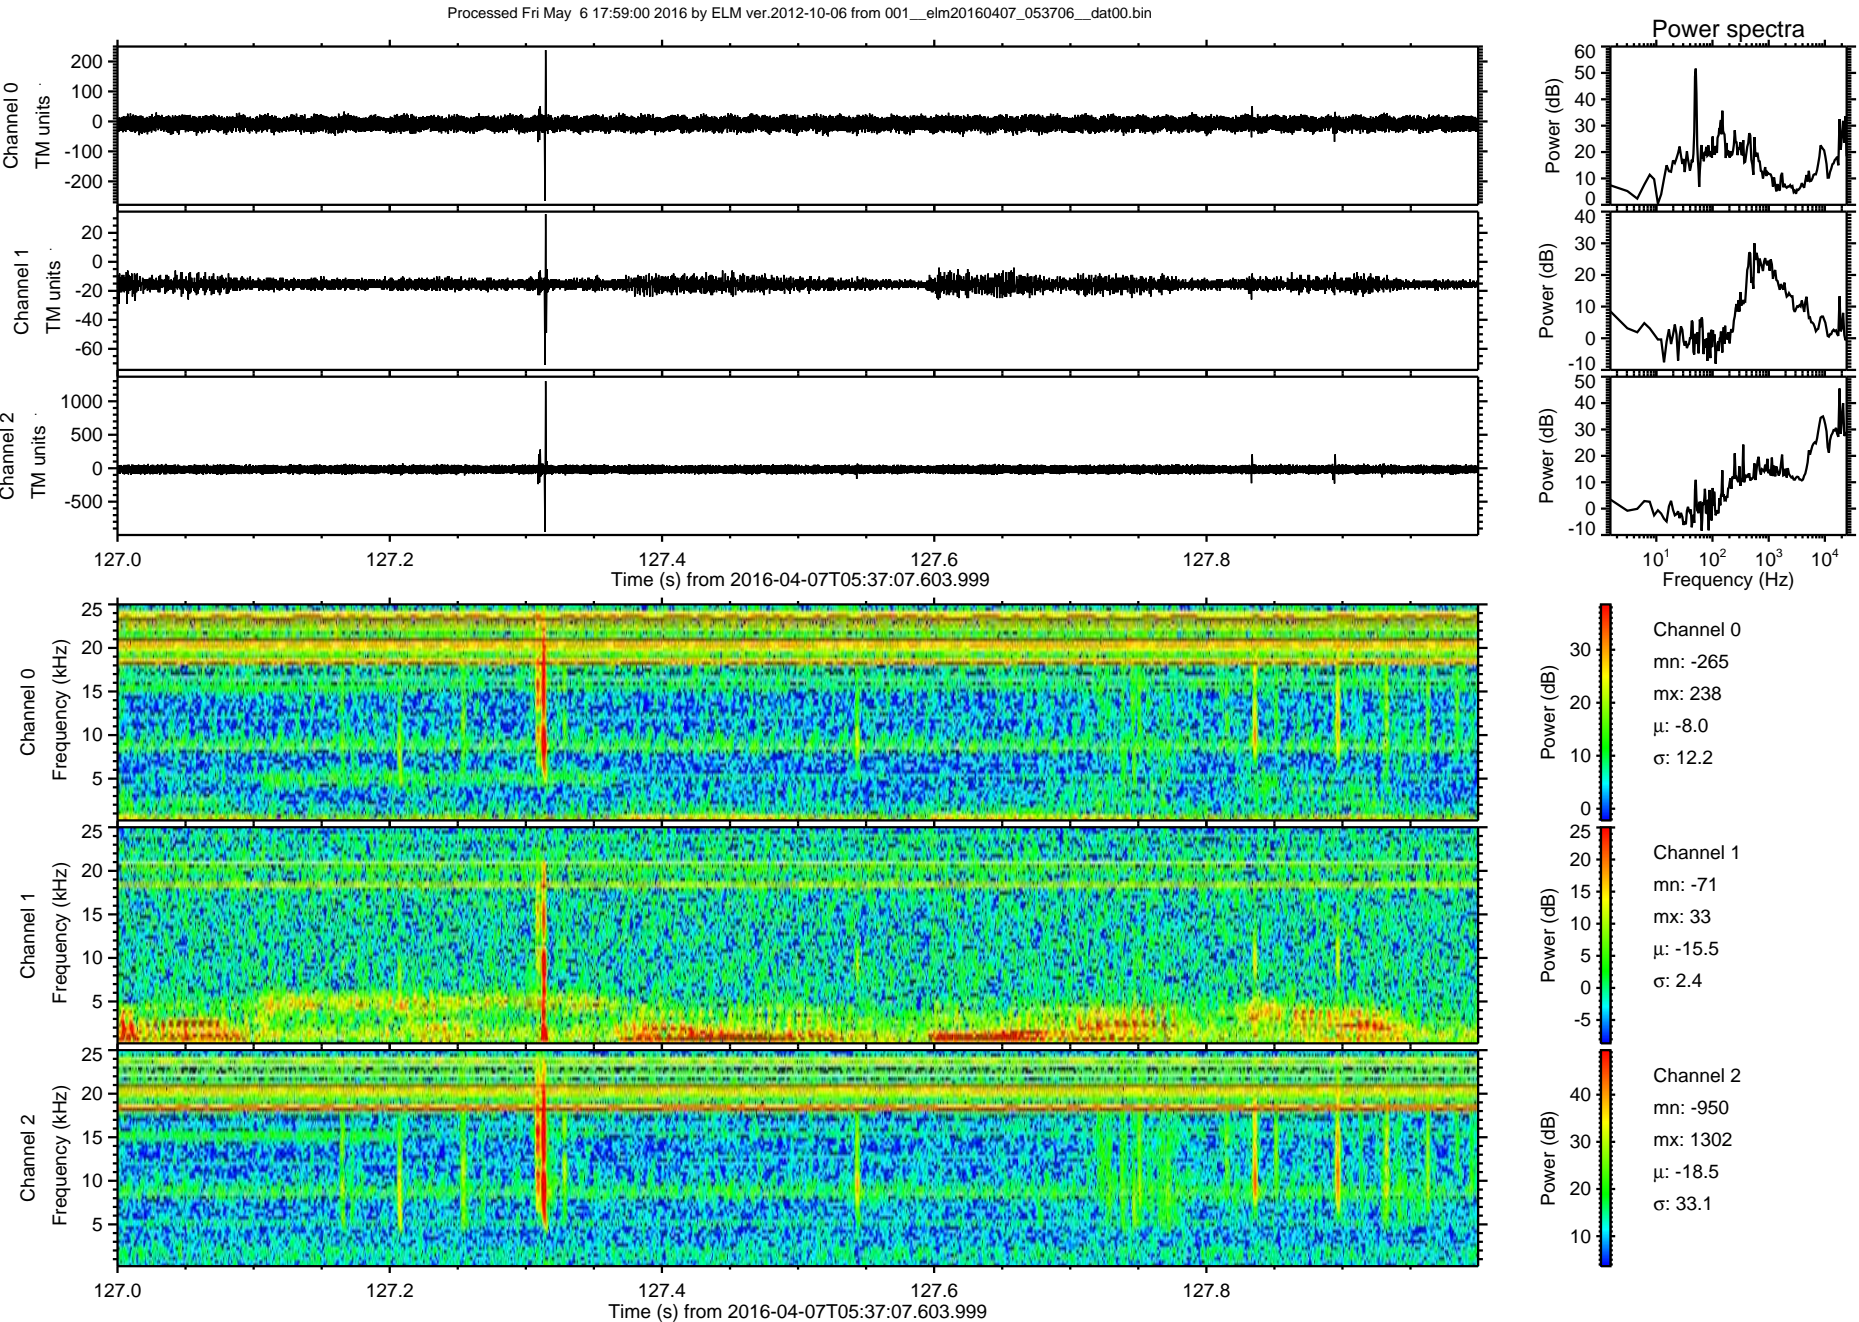 Processed Fri May  6 17:59:00 2016 by ELM ver.2012-10-06 from 001__elm20160407_053706__dat00.bin
Power spectra
Channel 0
TM units
200
100
0
-100
-200
Power (dB)
60
50
40
30
20
10
0
Channel 1
TM units
20
0
-20
-40
-60
Power (dB)
40
30
20
10
0
-10
Channel 2
TM units
1000
500
0
-500
Power (dB)
50
40
30
20
10
0
-10
127.0 127.2 127.4 127.6 127.8
Time (s) from 2016-04-07T05:37:07.603.999
10^1 10^2 10^3 10^4
Frequency (Hz)
Channel 0
Frequency (kHz)
25
20
15
10
5
Power (dB)
30
20
10
0
Channel 0
mn: -265
mx: 238
μ: -8.0
σ: 12.2
Channel 1
Frequency (kHz)
25
20
15
10
5
Power (dB)
25
20
15
10
5
0
-5
Channel 1
mn: -71
mx: 33
μ: -15.5
σ: 2.4
Channel 2
Frequency (kHz)
25
20
15
10
5
Power (dB)
40
30
20
10
Channel 2
mn: -950
mx: 1302
μ: -18.5
σ: 33.1
127.0 127.2 127.4 127.6 127.8
Time (s) from 2016-04-07T05:37:07.603.999